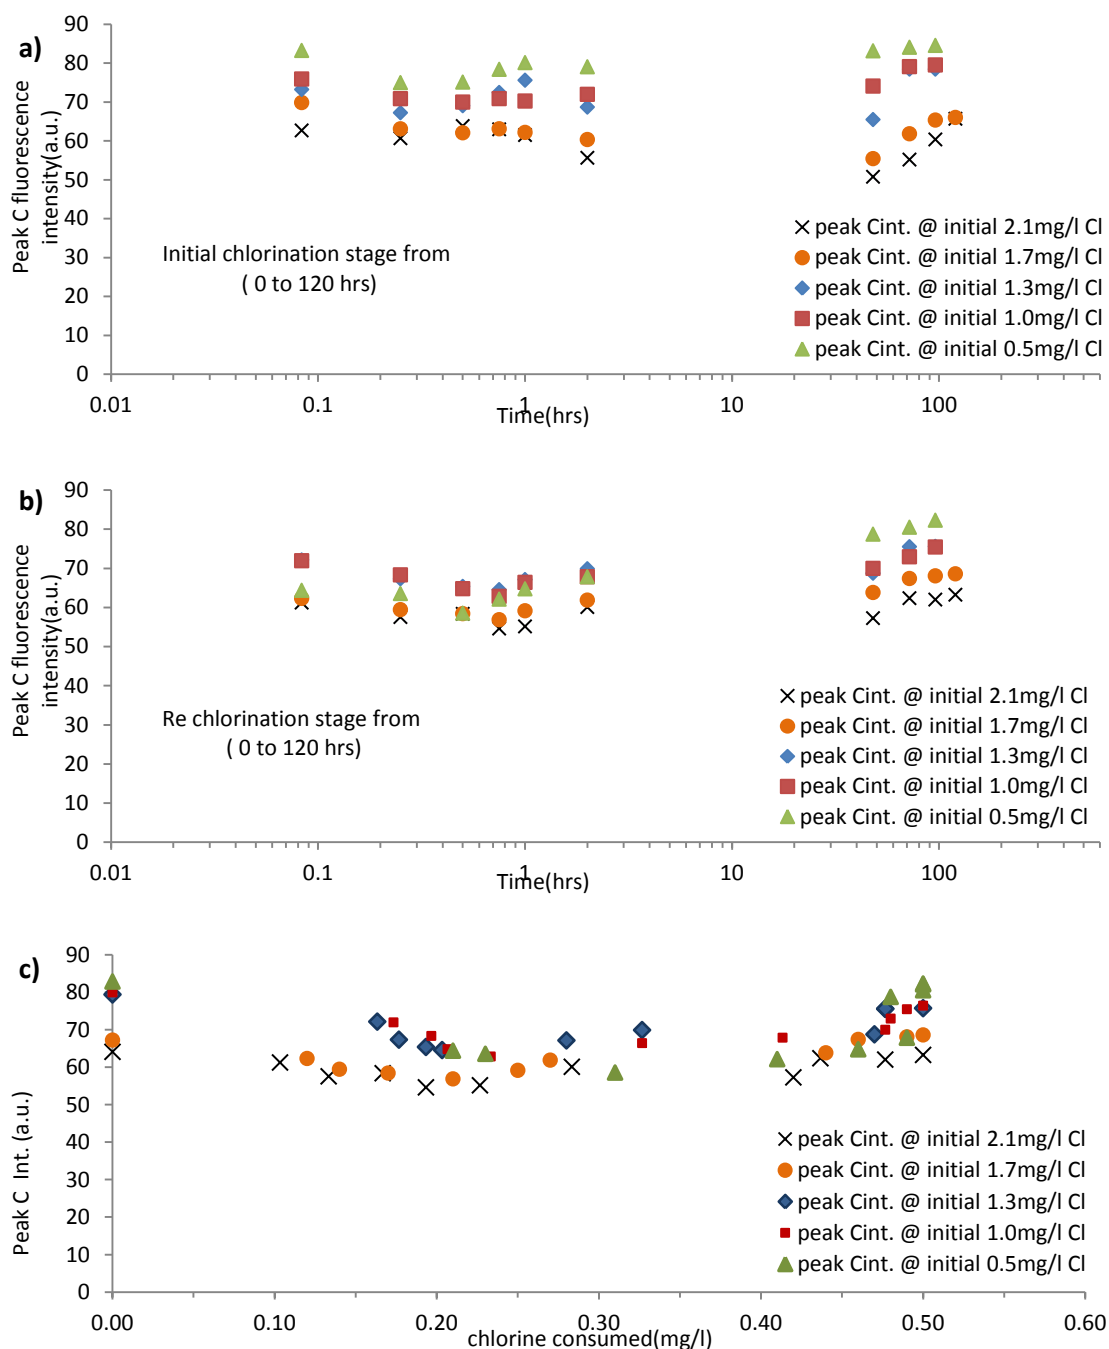 a)
90
80
70
60
50
40
30
20
10
0
Peak C fluorescence
intensity(a.u.)
Initial chlorination stage from
( 0 to 120 hrs)
peak Cint. @ initial 2.1mg/l Cl
peak Cint. @ initial 1.7mg/l Cl
peak Cint. @ initial 1.3mg/l Cl
peak Cint. @ initial 1.0mg/l Cl
peak Cint. @ initial 0.5mg/l Cl
0.01 0.1 1 10 100
Time(hrs)
b)
90
80
70
60
50
40
30
20
10
0
Peak C fluorescence
intensity(a.u.)
Re chlorination stage from
( 0 to 120 hrs)
peak Cint. @ initial 2.1mg/l Cl
peak Cint. @ initial 1.7mg/l Cl
peak Cint. @ initial 1.3mg/l Cl
peak Cint. @ initial 1.0mg/l Cl
peak Cint. @ initial 0.5mg/l Cl
0.01 0.1 1 10 100
Time(hrs)
c)
90
80
70
60
50
40
30
20
10
0
Peak C Int. (a.u.)
peak Cint. @ initial 2.1mg/l Cl
peak Cint. @ initial 1.7mg/l Cl
peak Cint. @ initial 1.3mg/l Cl
peak Cint. @ initial 1.0mg/l Cl
peak Cint. @ initial 0.5mg/l Cl
0.00 0.10 0.20 0.30 0.40 0.50 0.60
chlorine consumed(mg/l)